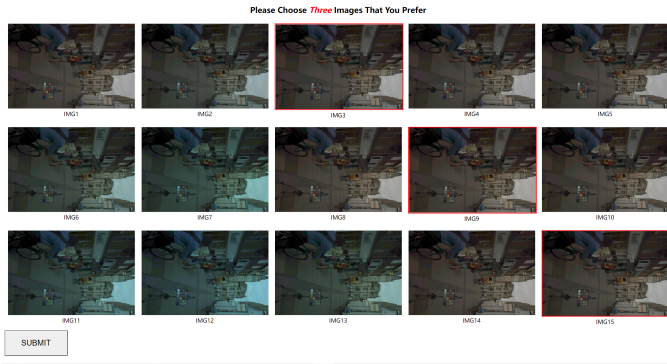 Please Choose Three Images That You Prefer
IMG1 IMG2 IMG3 IMG4 IMG5
IMG6 IMG7 IMG8 IMG9 IMG10
IMG11 IMG12 IMG13 IMG14 IMG15
SUBMIT